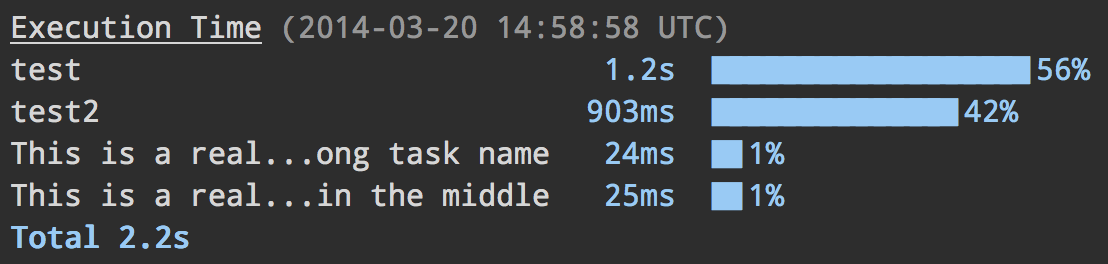 Execution Time (2014-03-20 14:58:58 UTC)
test 1.2s 56%
test2 903ms 42%
This is a real...ong task name 24ms 1%
This is a real...in the middle 25ms 1%
Total 2.2s